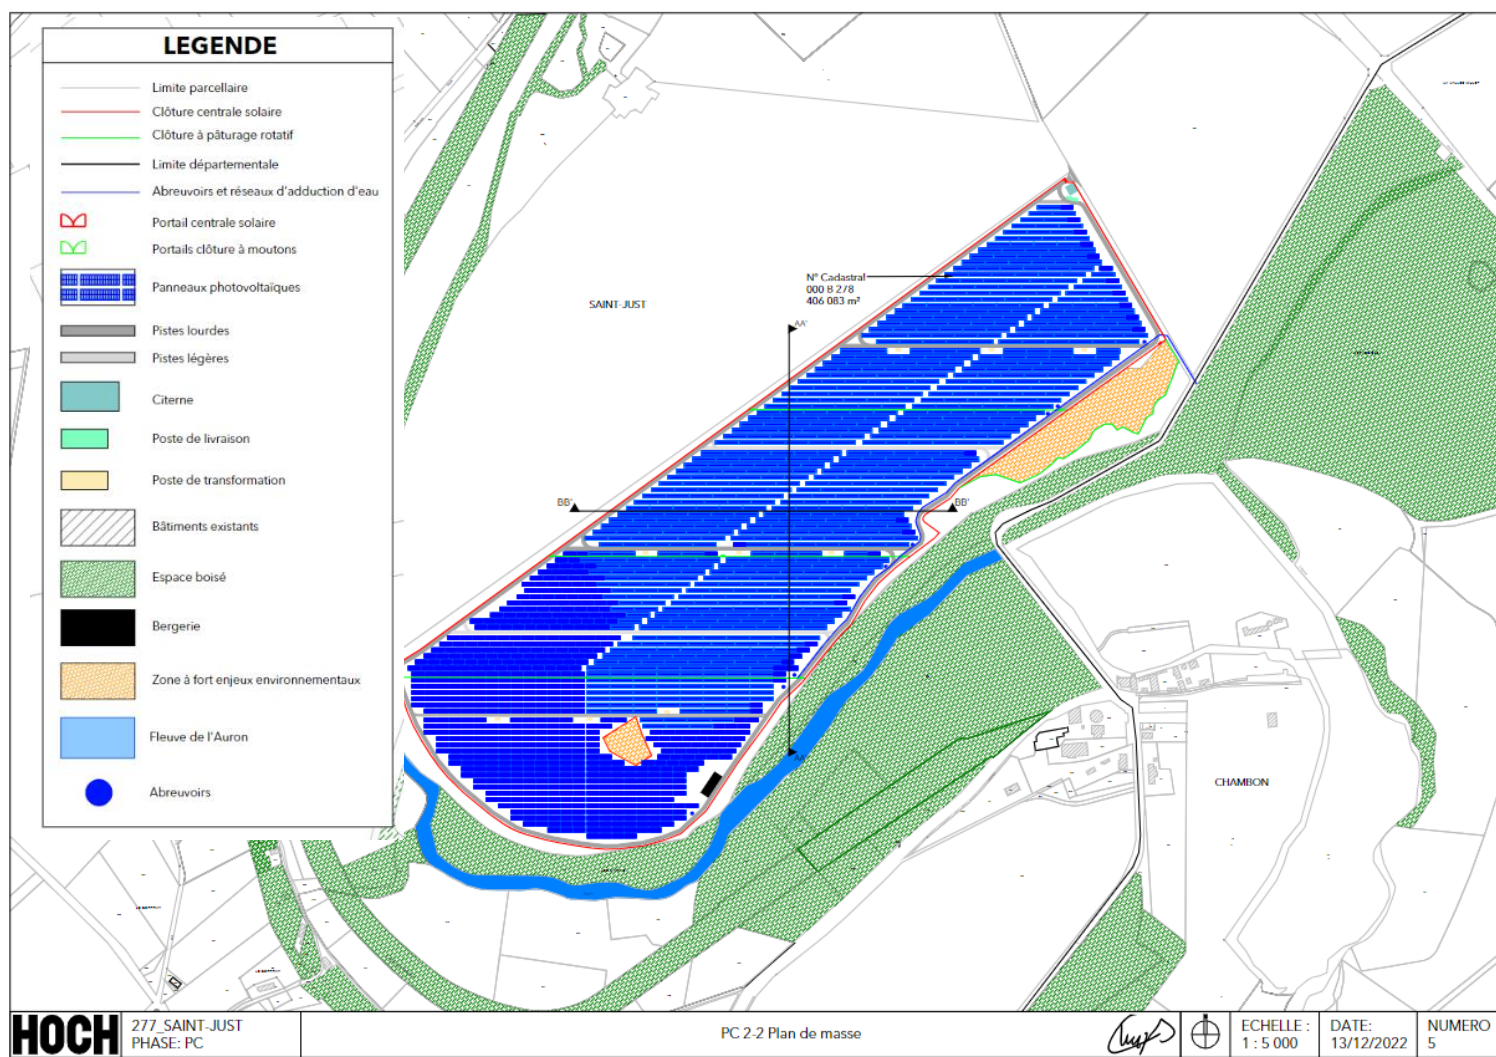 LEGENDE
Limite parcellaire
Clôture centrale solaire
Clôture à pâturage rotatif
Limite départementale
Abreuvoirs et réseaux d'adduction d'eau
Portail centrale solaire
Portails clôture à moutons
Panneaux photovoltaïques
Pistes lourdes
Pistes légères
Citerne
Poste de livraison
Poste de transformation
Bâtiments existants
Espace boisé
Bergerie
Zone à fort enjeux environnementaux
Fleuve de l'Auron
Abreuvoirs
SAINT-JUST
N° Cadastral
000 B 278
406 083 m²
AA'
BB'
BB'
AA'
CHAMBON
HOCH
277_SAINT-JUST
PHASE: PC
PC 2-2 Plan de masse
ECHELLE :
1 : 5 000
DATE:
13/12/2022
NUMERO
5